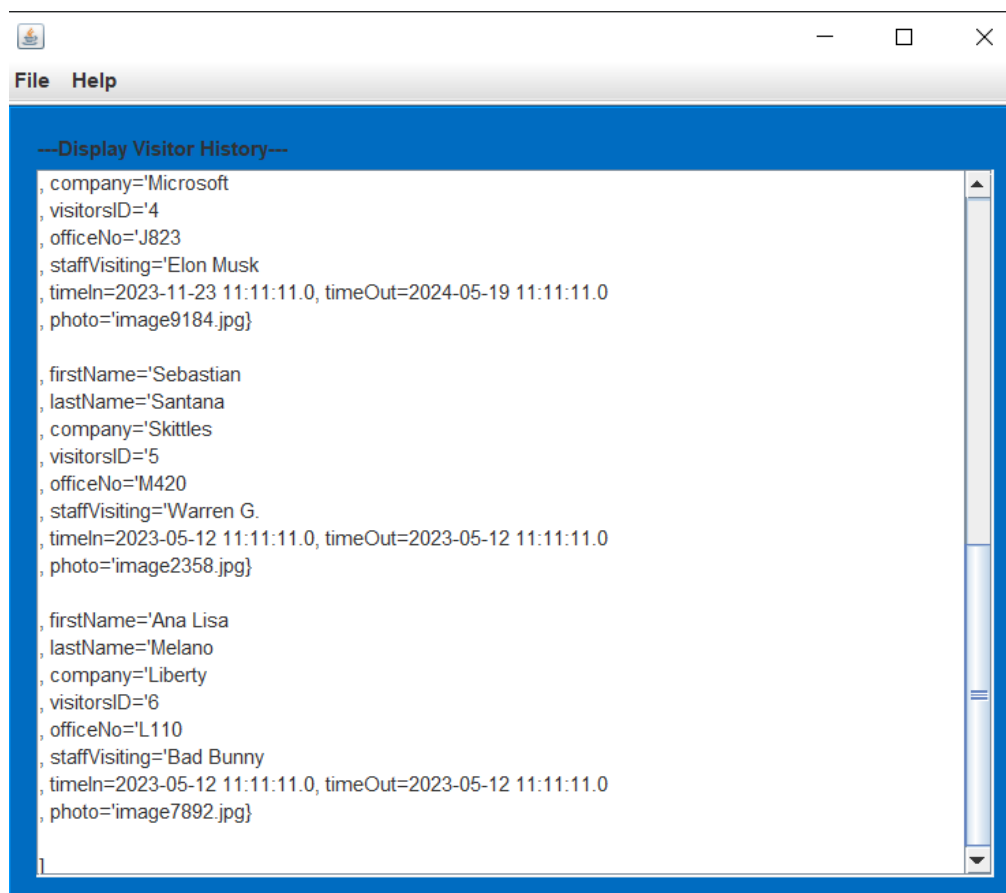 File Help
---Display Visitor History---
, company='Microsoft
, visitorsID='4
, officeNo='J823
, staffVisiting='Elon Musk
, timeIn=2023-11-23 11:11:11.0, timeOut=2024-05-19 11:11:11.0
, photo='image9184.jpg}
, firstName='Sebastian
, lastName='Santana
, company='Skittles
, visitorsID='5
, officeNo='M420
, staffVisiting='Warren G.
, timeIn=2023-05-12 11:11:11.0, timeOut=2023-05-12 11:11:11.0
, photo='image2358.jpg}
, firstName='Ana Lisa
, lastName='Melano
, company='Liberty
, visitorsID='6
, officeNo='L110
, staffVisiting='Bad Bunny
, timeIn=2023-05-12 11:11:11.0, timeOut=2023-05-12 11:11:11.0
, photo='image7892.jpg}
]